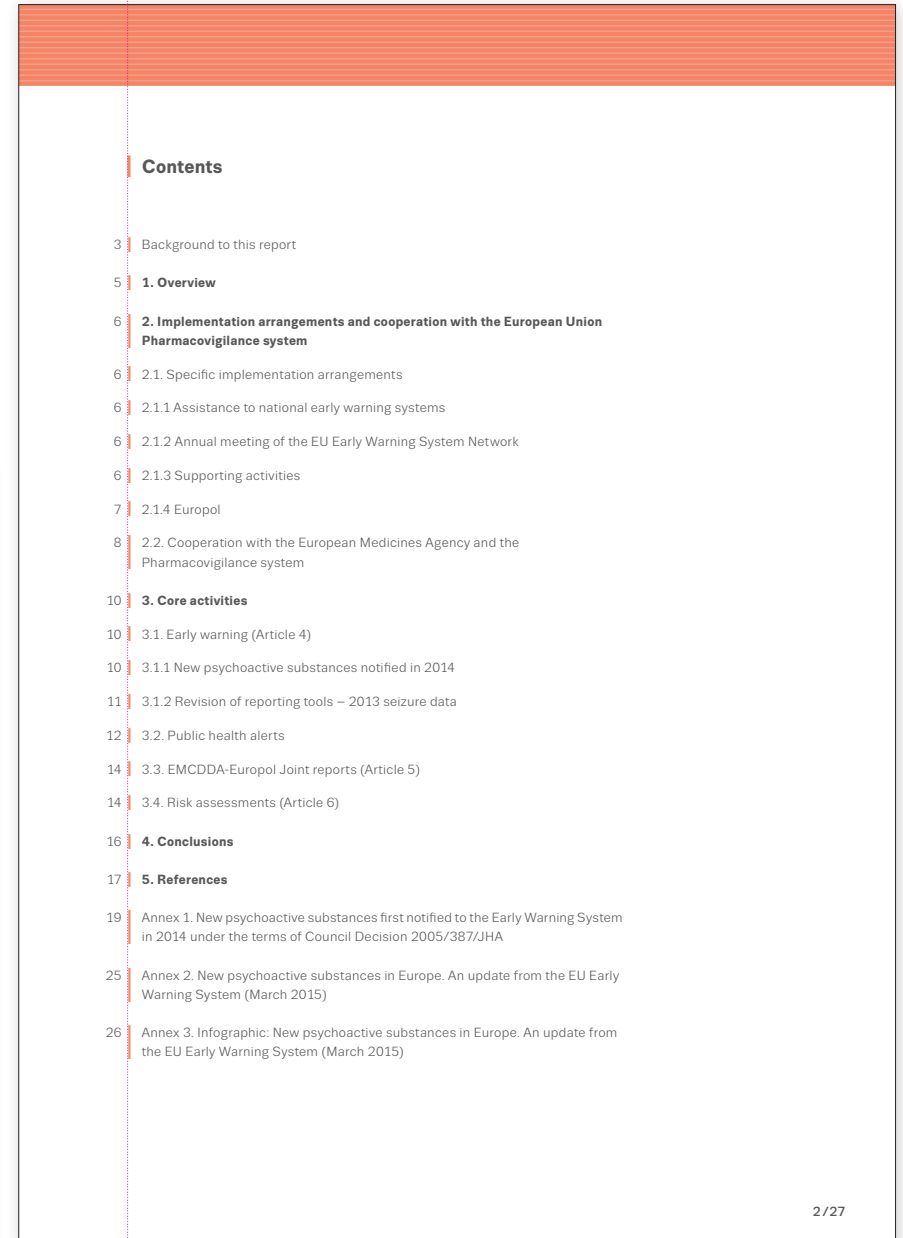 Contents
3 Background to this report
5 1. Overview
6 2. Implementation arrangements and cooperation with the European Union
Pharmacovigilance system
6 2.1. Specific implementation arrangements
6 2.1.1 Assistance to national early warning systems
6 2.1.2 Annual meeting of the EU Early Warning System Network
6 2.1.3 Supporting activities
7 2.1.4 Europol
8 2.2. Cooperation with the European Medicines Agency and the
Pharmacovigilance system
10 3. Core activities
10 3.1. Early warning (Article 4)
10 3.1.1 New psychoactive substances notified in 2014
11 3.1.2 Revision of reporting tools – 2013 seizure data
12 3.2. Public health alerts
14 3.3. EMCDDA-Europol Joint reports (Article 5)
14 3.4. Risk assessments (Article 6)
16 4. Conclusions
17 5. References
19 Annex 1. New psychoactive substances first notified to the Early Warning System
in 2014 under the terms of Council Decision 2005/387/JHA
25 Annex 2. New psychoactive substances in Europe. An update from the EU Early
Warning System (March 2015)
26 Annex 3. Infographic: New psychoactive substances in Europe. An update from
the EU Early Warning System (March 2015)
2/27